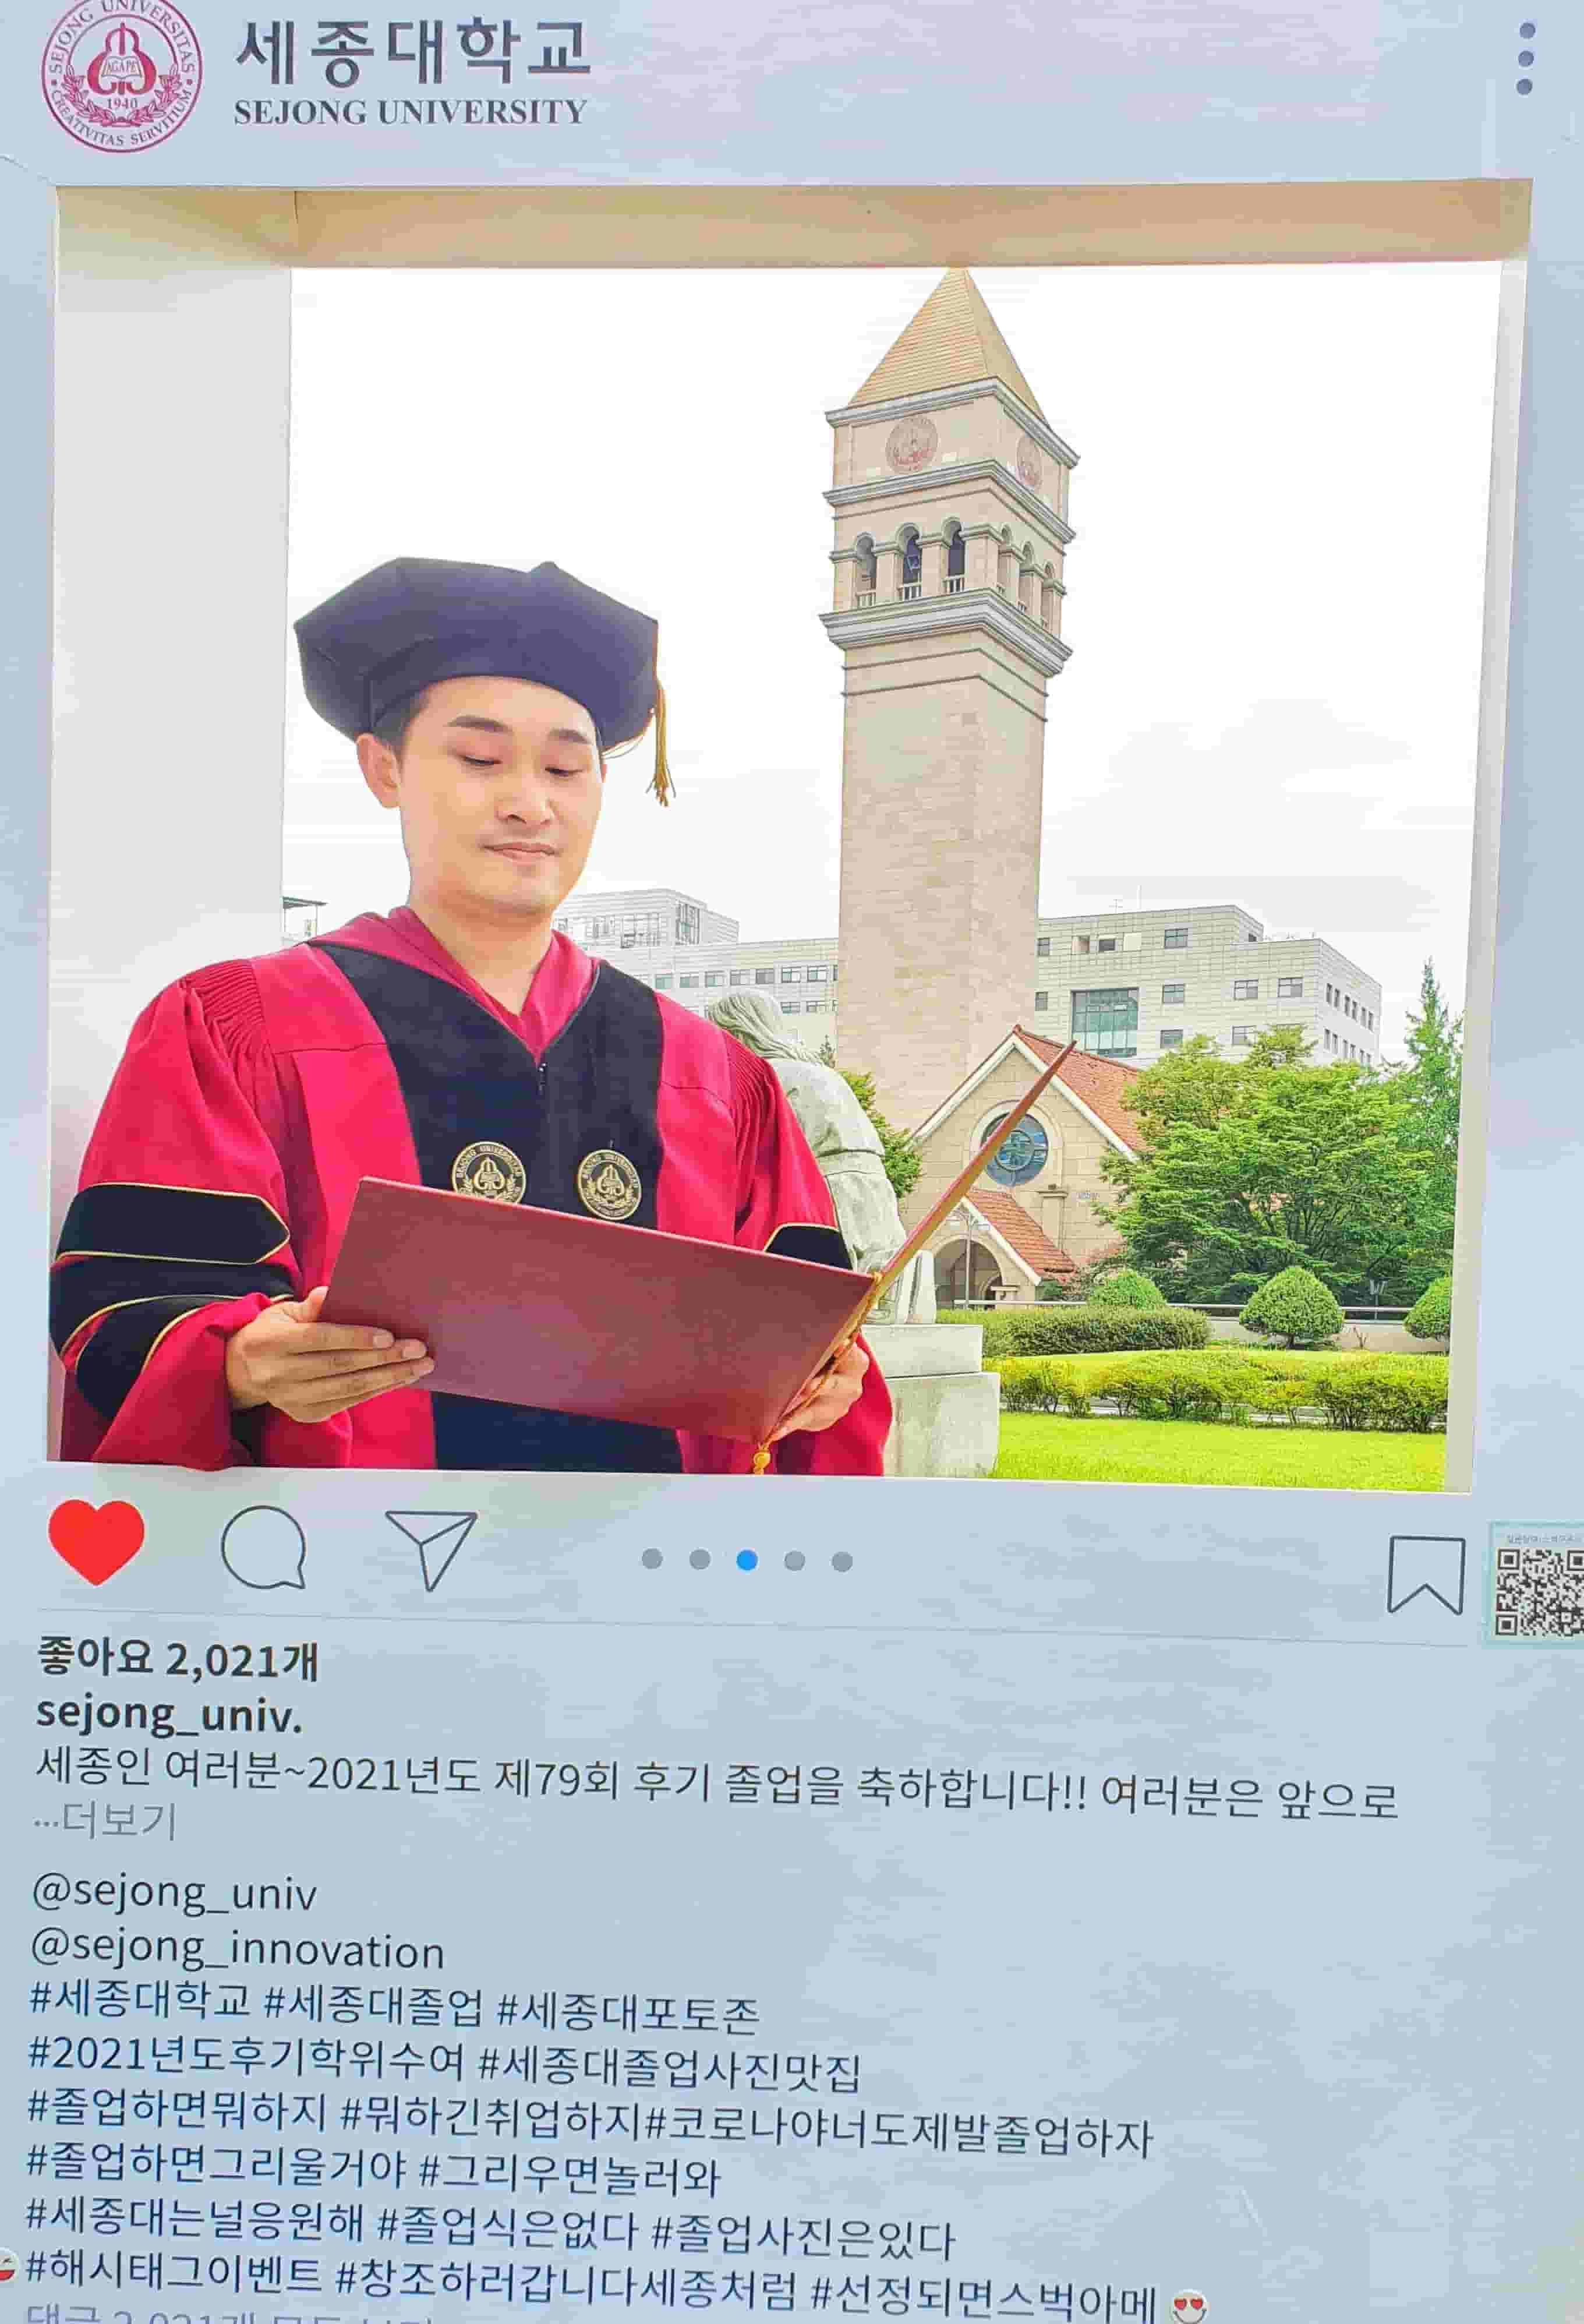 SEJONG UNIVERSITAS
AGAPE
1940
CREATIVITAS SERVITIUM
세종대학교
SEJONG UNIVERSITY
좋아요 2,021개
sejong_univ.
세종인 여러분~2021년도 제79회 후기 졸업을 축하합니다!! 여러분은 앞으로
...더보기
@sejong_univ
@sejong_innovation
#세종대학교 #세종대졸업 #세종대포토존
#2021년도후기학위수여 #세종대졸업사진맛집
#졸업하면뭐하지 #뭐하긴취업하지#코로나야너도제발졸업하자
#졸업하면그리울거야 #그리우면놀러와
#세종대는널응원해 #졸업식은없다 #졸업사진은있다
#해시태그이벤트 #창조하러갑니다세종처럼 #선정되면스벅아메